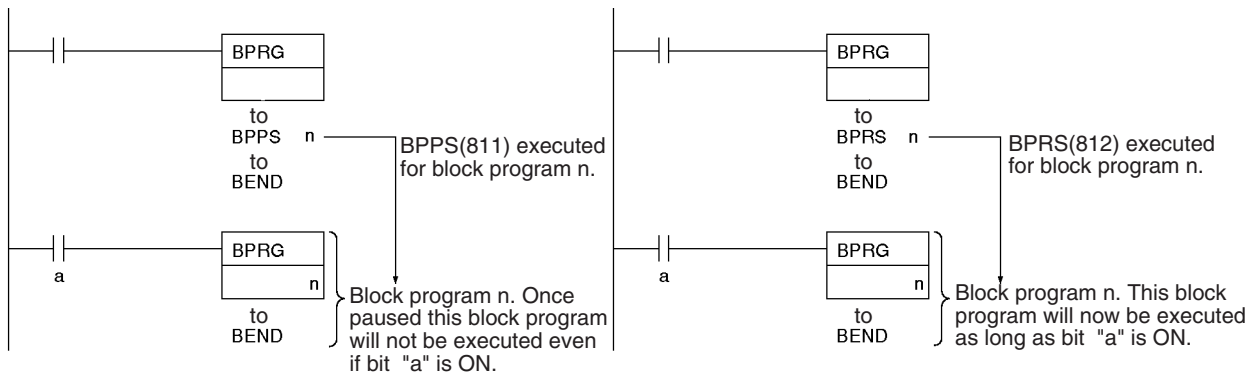 BPRG
to
BPPS n
to
BEND
BPPS(811) executed
for block program n.
a
BPRG
n
to
BEND
Block program n. Once
paused this block program
will not be executed even
if bit "a" is ON.
BPRG
to
BPRS n
to
BEND
BPRS(812) executed
for block program n.
a
BPRG
n
to
BEND
Block program n. This block
program will now be executed
as long as bit "a" is ON.